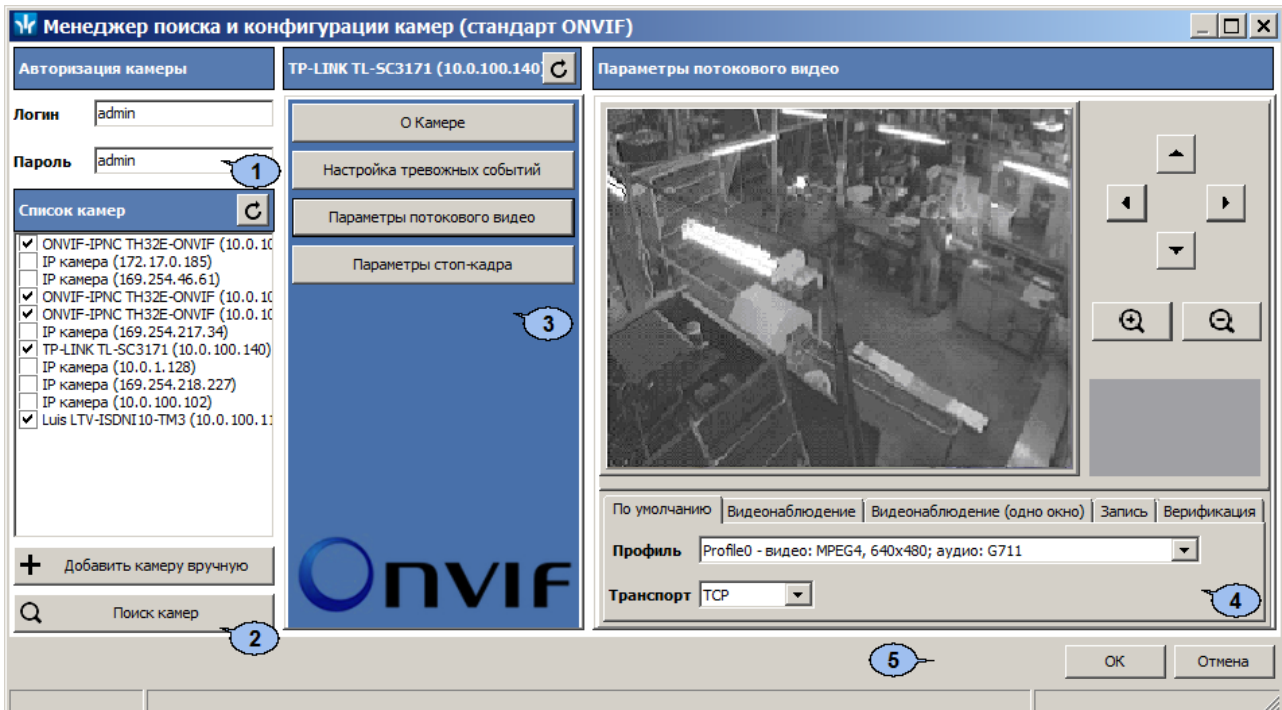 Менеджер поиска и конфигурации камер (стандарт ONVIF)
Авторизация камеры
Логин admin
Пароль admin
1
Список камер
ONVIF-IPNC TH32E-ONVIF (10.0.10
IP камера (172.17.0.185)
IP камера (169.254.46.61)
ONVIF-IPNC TH32E-ONVIF (10.0.10
ONVIF-IPNC TH32E-ONVIF (10.0.10
IP камера (169.254.217.34)
TP-LINK TL-SC3171 (10.0.100.140)
IP камера (10.0.1.128)
IP камера (169.254.218.227)
IP камера (10.0.100.102)
Luis LTV-ISDNI10-TM3 (10.0.100.11
Добавить камеру вручную
Поиск камер
2
TP-LINK TL-SC3171 (10.0.100.140)
О Камере
Настройка тревожных событий
Параметры потокового видео
Параметры стоп-кадра
3
Onvif
Параметры потокового видео
По умолчанию Видеонаблюдение Видеонаблюдение (одно окно) Запись Верификация
Профиль Profile0 - видео: MPEG4, 640x480; аудио: G711
Транспорт TCP
4
5
ОК Отмена